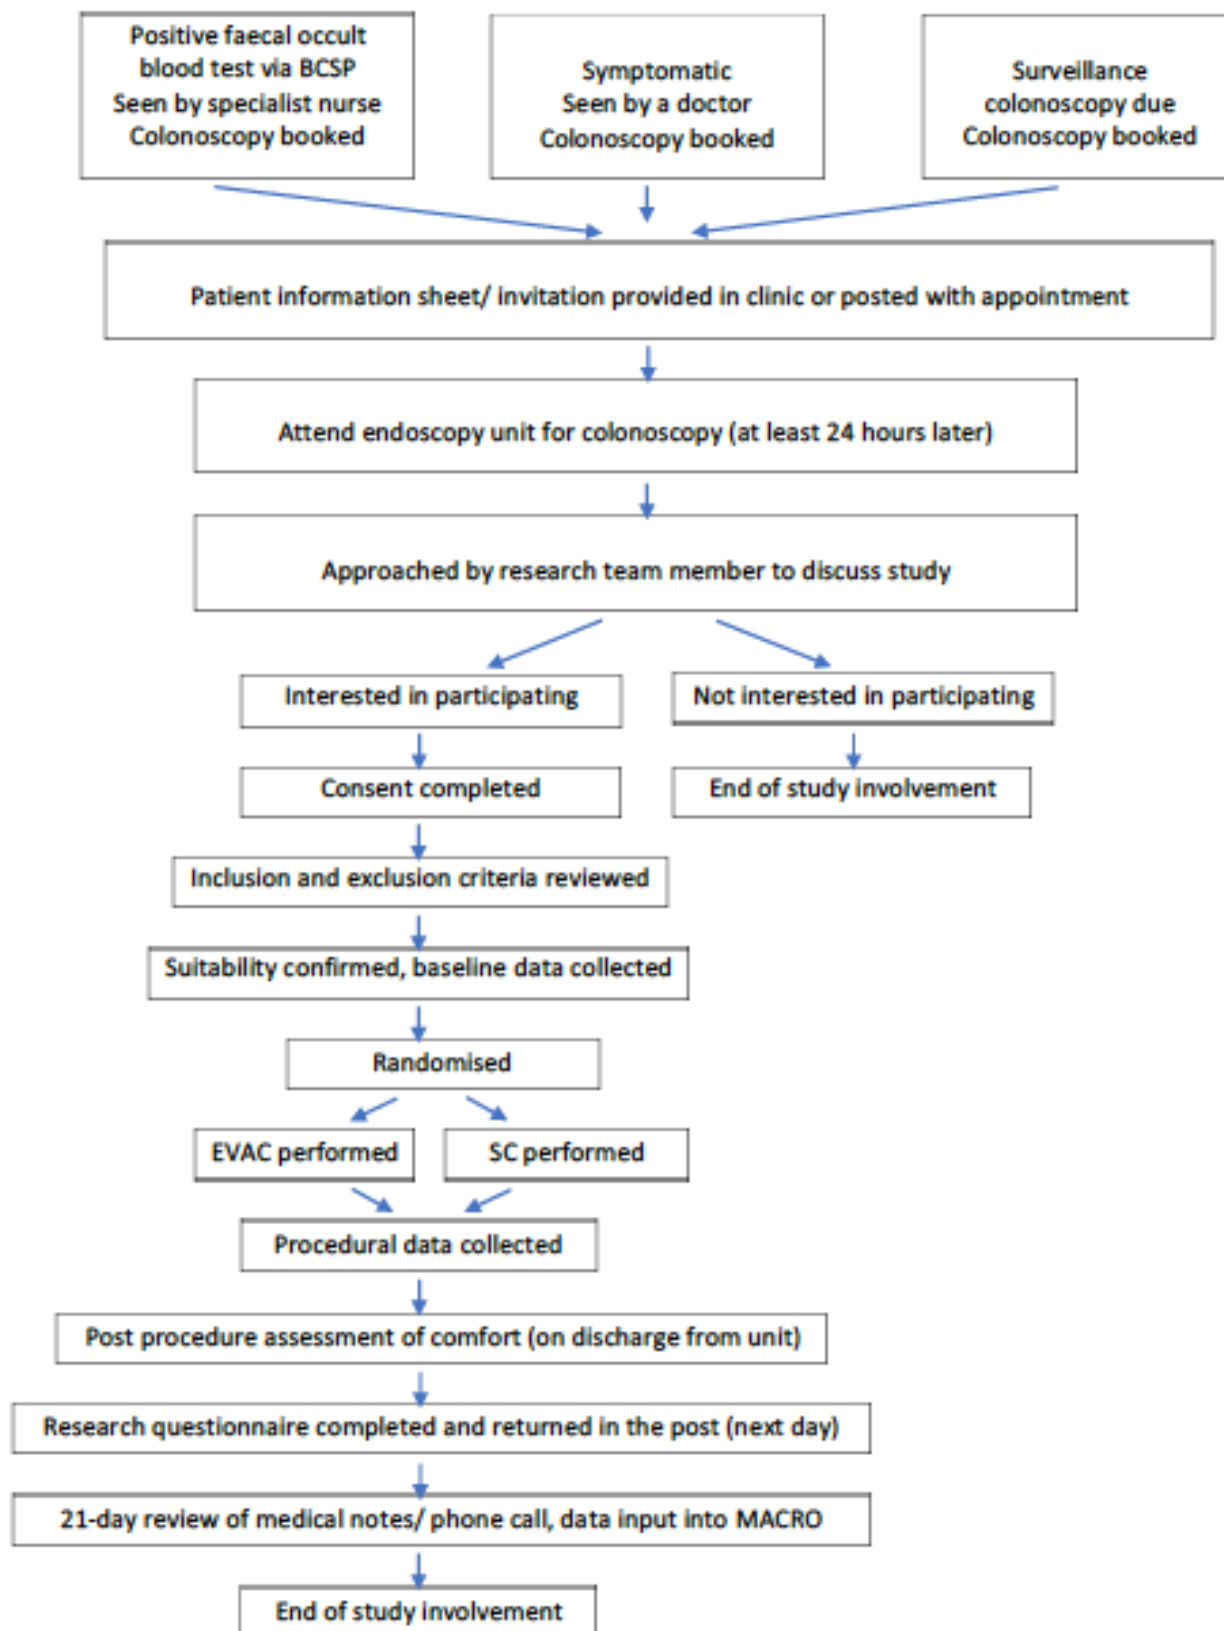 Positive faecal occult
blood test via BCSP
Seen by specialist nurse
Colonoscopy booked
Symptomatic
Seen by a doctor
Colonoscopy booked
Surveillance
colonoscopy due
Colonoscopy booked
Patient information sheet/ invitation provided in clinic or posted with appointment
Attend endoscopy unit for colonoscopy (at least 24 hours later)
Approached by research team member to discuss study
Interested in participating
Not interested in participating
Consent completed
End of study involvement
Inclusion and exclusion criteria reviewed
Suitability confirmed, baseline data collected
Randomised
EVAC performed
SC performed
Procedural data collected
Post procedure assessment of comfort (on discharge from unit)
Research questionnaire completed and returned in the post (next day)
21-day review of medical notes/ phone call, data input into MACRO
End of study involvement